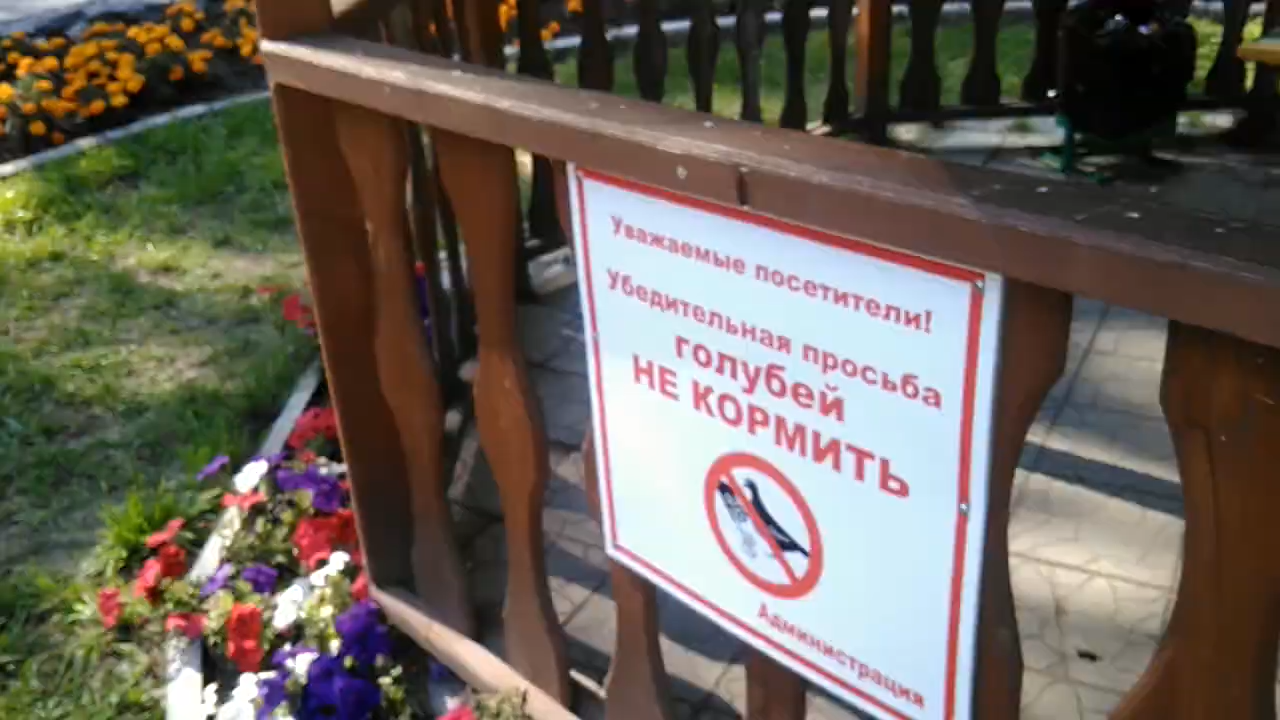 Уважаемые посетители!
Убедительная просьба
голубей
НЕ КОРМИТЬ
Администрация